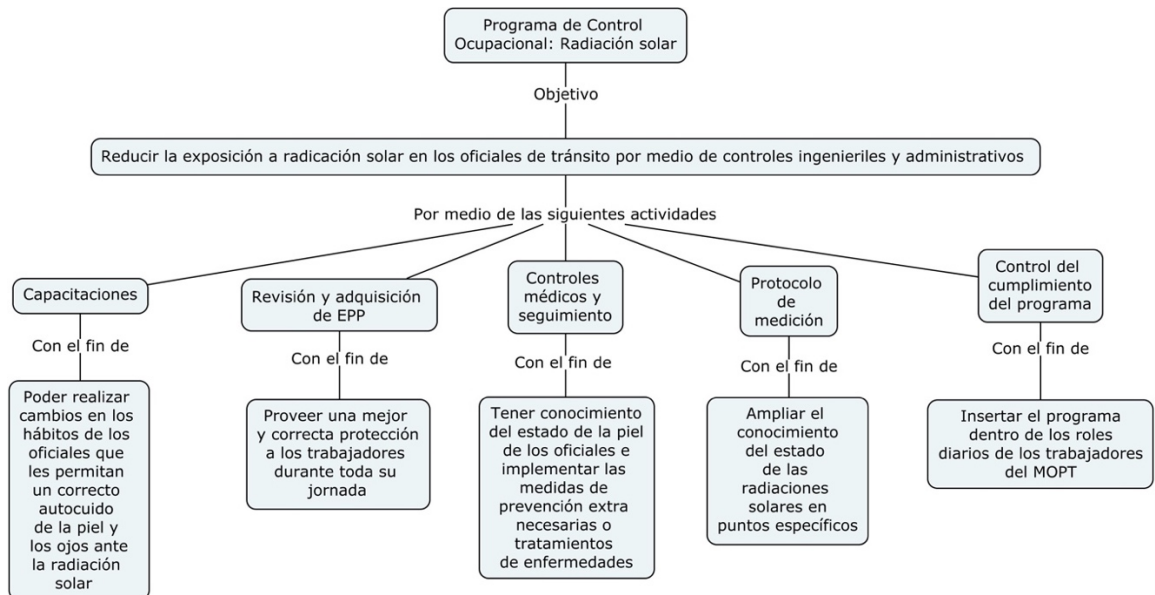 Programa de Control
Ocupacional: Radiación solar
Objetivo
Reducir la exposición a radicación solar en los oficiales de tránsito por medio de controles ingenieriles y administrativos
Por medio de las siguientes actividades
Capacitaciones
Con el fin de
Poder realizar
cambios en los
hábitos de los
oficiales que
les permitan
un correcto
autocuido
de la piel y
los ojos ante
la radiación
solar
Revisión y adquisición
de EPP
Con el fin de
Proveer una mejor
y correcta protección
a los trabajadores
durante toda su
jornada
Controles
médicos y
seguimiento
Con el fin de
Tener conocimiento
del estado de la piel
de los oficiales e
implementar las
medidas de
prevención extra
necesarias o
tratamientos
de enfermedades
Protocolo
de
medición
Con el fin de
Ampliar el
conocimiento
del estado
de las
radiaciones
solares en
puntos específicos
Control del
cumplimiento
del programa
Con el fin de
Insertar el programa
dentro de los roles
diarios de los trabajadores
del MOPT